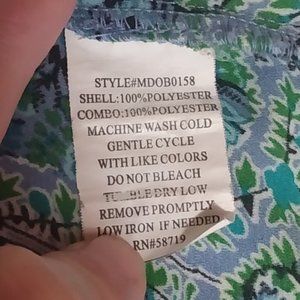 STYLE#MDOB0158
SHELL:100%POLYESTER
COMBO:100%POLYESTER
MACHINE WASH COLD
GENTLE CYCLE
WITH LIKE COLORS
DO NOT BLEACH
TUMBLE DRY LOW
REMOVE PROMPTLY
LOW IRON IF NEEDED
RN#58719